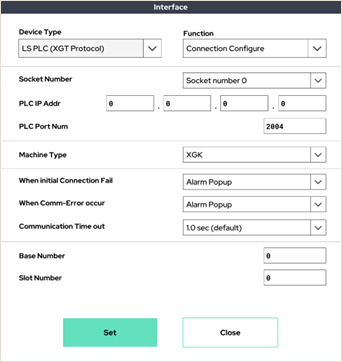 Interface
Device Type Function
LS PLC (XGT Protocol) Connection Configure
Socket Number Socket number 0
PLC IP Addr 0 . 0 . 0 . 0
PLC Port Num 2004
Machine Type XGK
When initial Connection Fail Alarm Popup
When Comm-Error occur Alarm Popup
Communication Time out 1.0 sec (default)
Base Number 0
Slot Number 0
Set Close